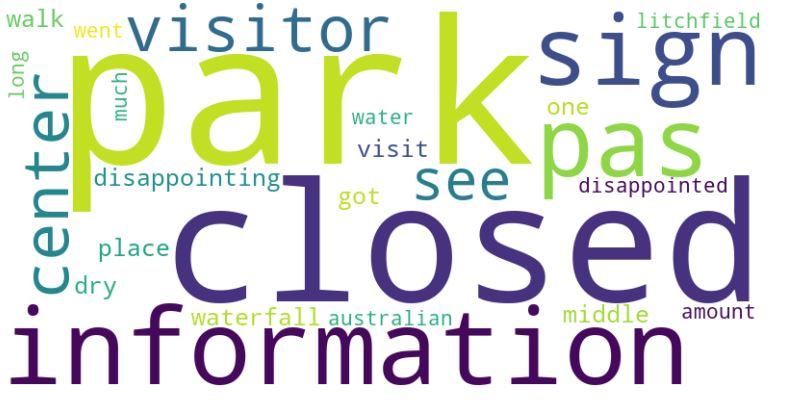 walk
went
visitor
sign
litchfield
long
much
park
center
water
visit
one
pas
disappointing
see
disappointed
got
closed
place
dry
waterfall
australian
middle
amount
information